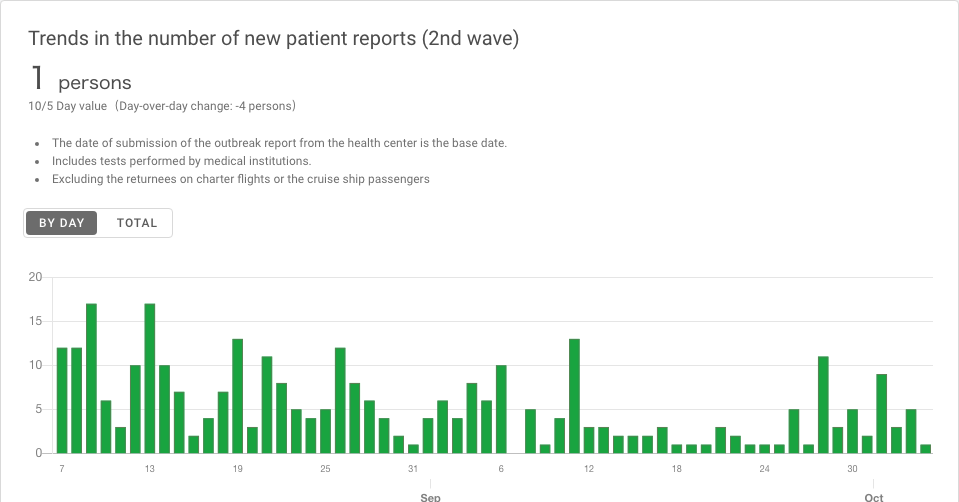 Trends in the number of new patient reports (2nd wave)
1 persons
10/5 Day value (Day-over-day change: -4 persons)
• The date of submission of the outbreak report from the health center is the base date.
• Includes tests performed by medical institutions.
• Excluding the returnees on charter flights or the cruise ship passengers
BY DAY TOTAL
20
15
10
5
0
7 13 19 25 31 6 12 18 24 30
Sep Oct